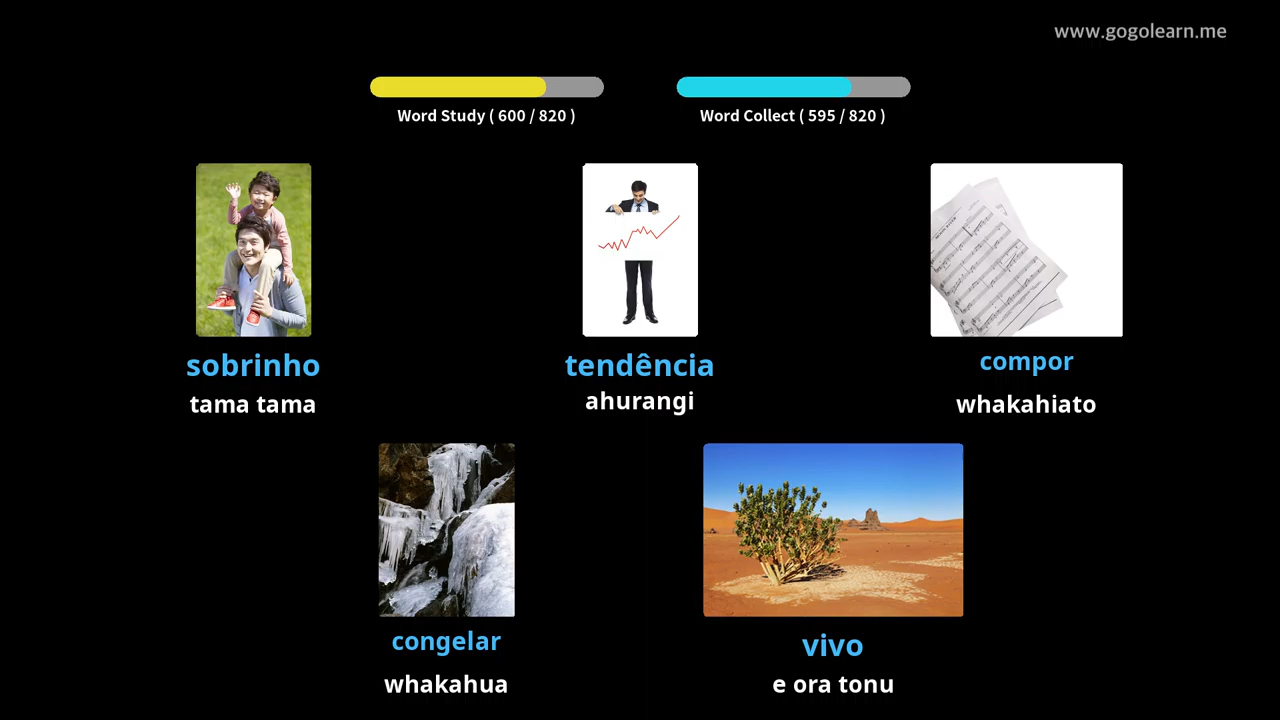 www.gogolearn.me
Word Study ( 600 / 820 )
Word Collect ( 595 / 820 )
sobrinho
tama tama
tendência
ahurangi
compor
whakahiato
congelar
whakahua
vivo
e ora tonu